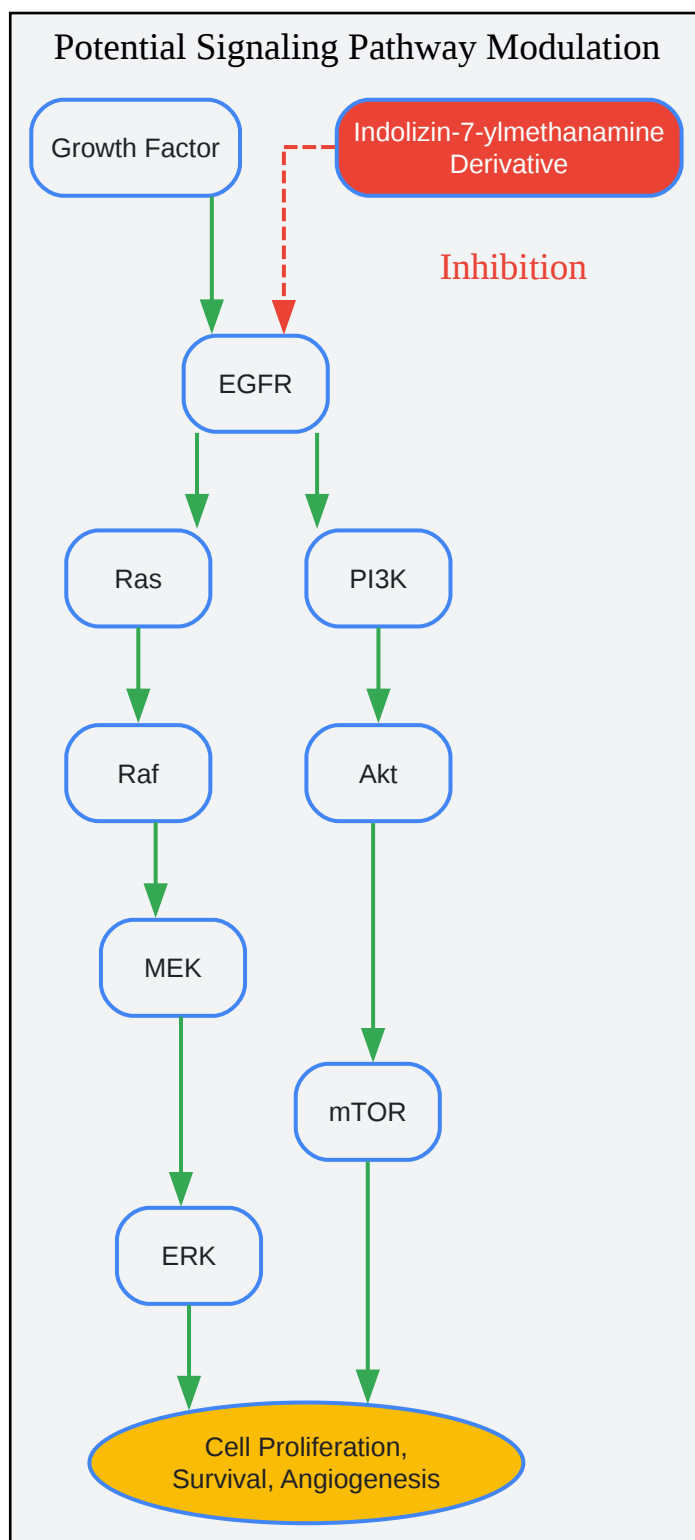 Potential Signaling Pathway Modulation
Growth Factor
Indolizin-7-ylmethanamine
Derivative
Inhibition
EGFR
Ras
PI3K
Raf
Akt
MEK
mTOR
ERK
Cell Proliferation,
Survival, Angiogenesis